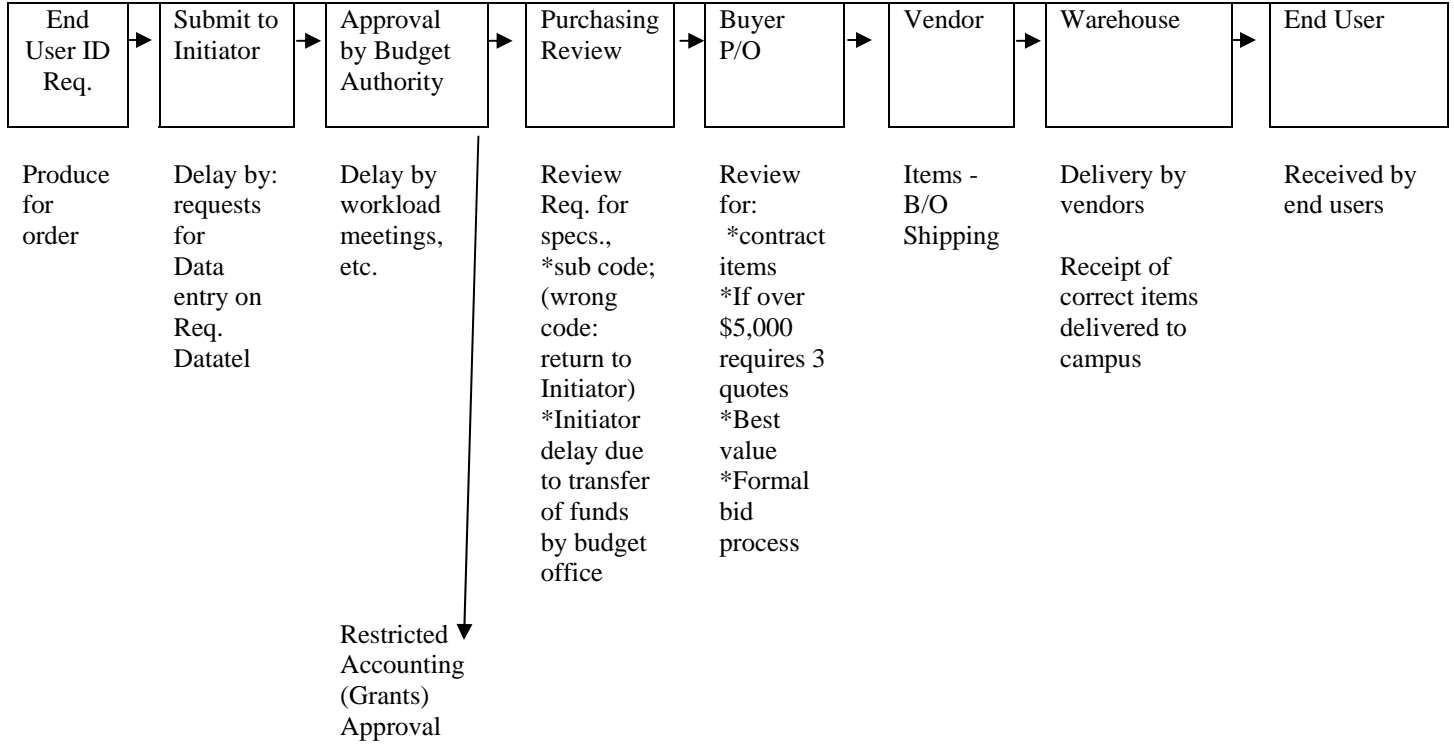 End
User ID
Req.
Submit to
Initiator
Approval
by Budget
Authority
Purchasing
Review
Buyer
P/O
Vendor
Warehouse
End User
Produce
for
order
Delay by:
requests
for
Data
entry on
Req.
Datatel
Delay by
workload
meetings,
etc.
Review
Req. for
specs.,
*sub code;
(wrong
code:
return to
Initiator)
*Initiator
delay due
to transfer
of funds
by budget
office
Review
for:
*contract
items
*If over
$5,000
requires 3
quotes
*Best
value
*Formal
bid
process
Items -
B/O
Shipping
Delivery by
vendors
Receipt of
correct items
delivered to
campus
Received by
end users
Restricted
Accounting
(Grants)
Approval